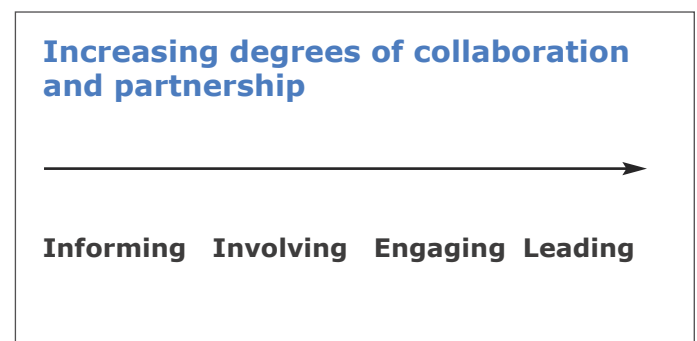 Increasing degrees of collaboration
and partnership
Informing Involving Engaging Leading